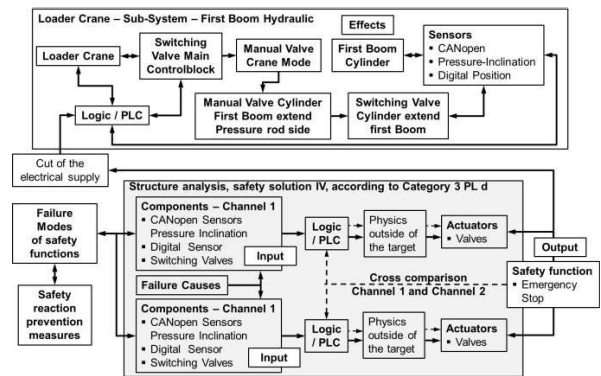 Loader Crane – Sub-System – First Boom Hydraulic
Effects
Loader Crane
Switching
Valve Main
Controlblock
Manual Valve
Crane Mode
First Boom
Cylinder
Sensors
▪ CANopen
▪ Pressure-Inclination
▪ Digital Position
Logic / PLC
Manual Valve Cylinder
First Boom extend
Pressure rod side
Switching Valve
Cylinder extend
first Boom
Cut of the
electrical supply
Structure analysis, safety solution IV, according to Category 3 PL d
Failure
Modes
of safety
functions
Safety
reaction
prevention
measures
Components – Channel 1
▪ CANopen Sensors
Pressure Inclination
▪ Digital Sensor
▪ Switching Valves
Input
Logic
/ PLC
Physics
outside of
the target
Actuators
▪ Valves
Output
Failure Causes
Cross comparison
Channel 1 and Channel 2
Safety function
▪ Emergency
Stop
Components – Channel 1
▪ CANopen Sensors
Pressure Inclination
▪ Digital Sensor
▪ Switching Valves
Input
Logic
/ PLC
Physics
outside of
the target
Actuators
▪ Valves